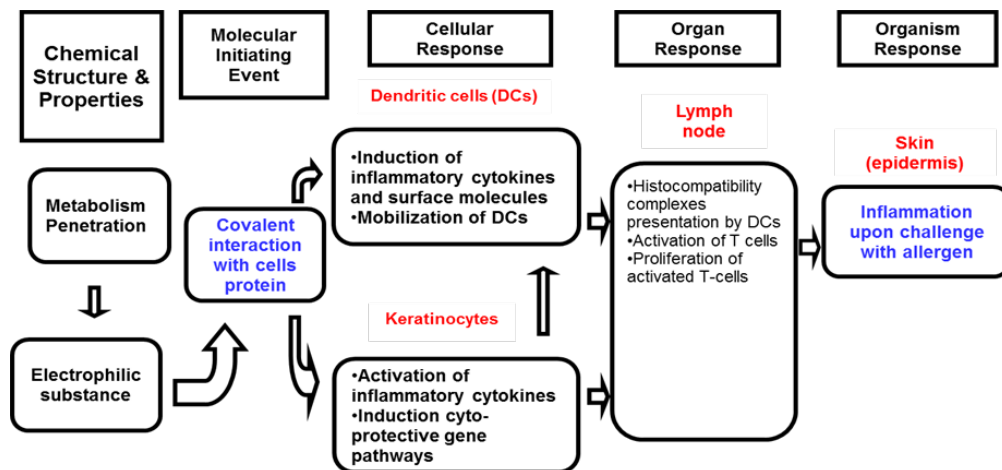 Chemical
Structure &
Properties
Molecular
Initiating
Event
Cellular
Response
Organ
Response
Organism
Response
Metabolism
Penetration
Electrophilic
substance
Covalent
interaction
with cells
protein
Dendritic cells (DCs)
•Induction of
inflammatory cytokines
and surface molecules
•Mobilization of DCs
Keratinocytes
•Activation of
inflammatory cytokines
•Induction cyto-
protective gene
pathways
Lymph
node
•Histocompatibility
complexes
presentation by DCs
•Activation of T cells
•Proliferation of
activated T-cells
Skin
(epidermis)
Inflammation
upon challenge
with allergen